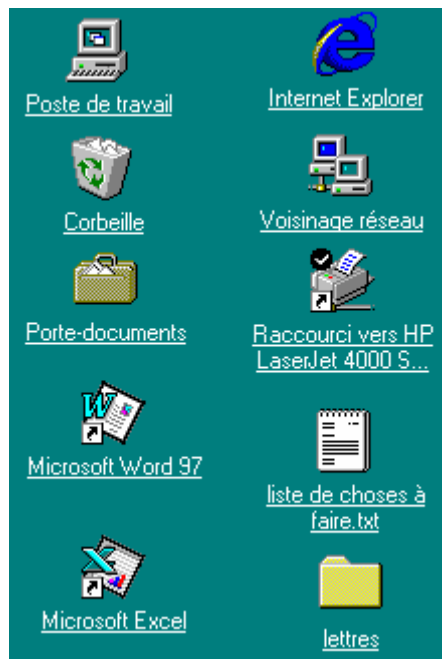 Poste de travail
Internet Explorer
Corbeille
Voisinage réseau
Porte-documents
Raccourci vers HP
LaserJet 4000 S...
Microsoft Word 97
liste de choses à
faire.txt
Microsoft Excel
lettres